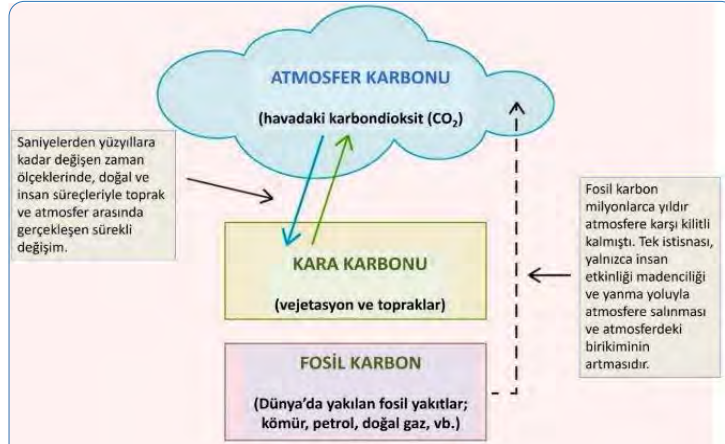 ATMOSFER KARBONU
(havadaki karbondioksit (CO₂)
Saniyelerden yüzyıllara
kadar değişen zaman
ölçeklerinde, doğal ve
insan süreçleriyle toprak
ve atmosfer arasında
gerçekleşen sürekli
değişim.
Fosil karbon
milyonlarca yıldır
atmosfere karşı kilitli
kalmıştı. Tek istisnası,
yalnızca insan
etkinliği madenciliği
ve yanma yoluyla
atmosfere salınması
ve atmosferdeki
birikiminin
artmasıdır.
KARA KARBONU
(vejetasyon ve topraklar)
FOSİL KARBON
(Dünya’da yakılan fosil yakıtlar;
kömür, petrol, doğal gaz, vb.)